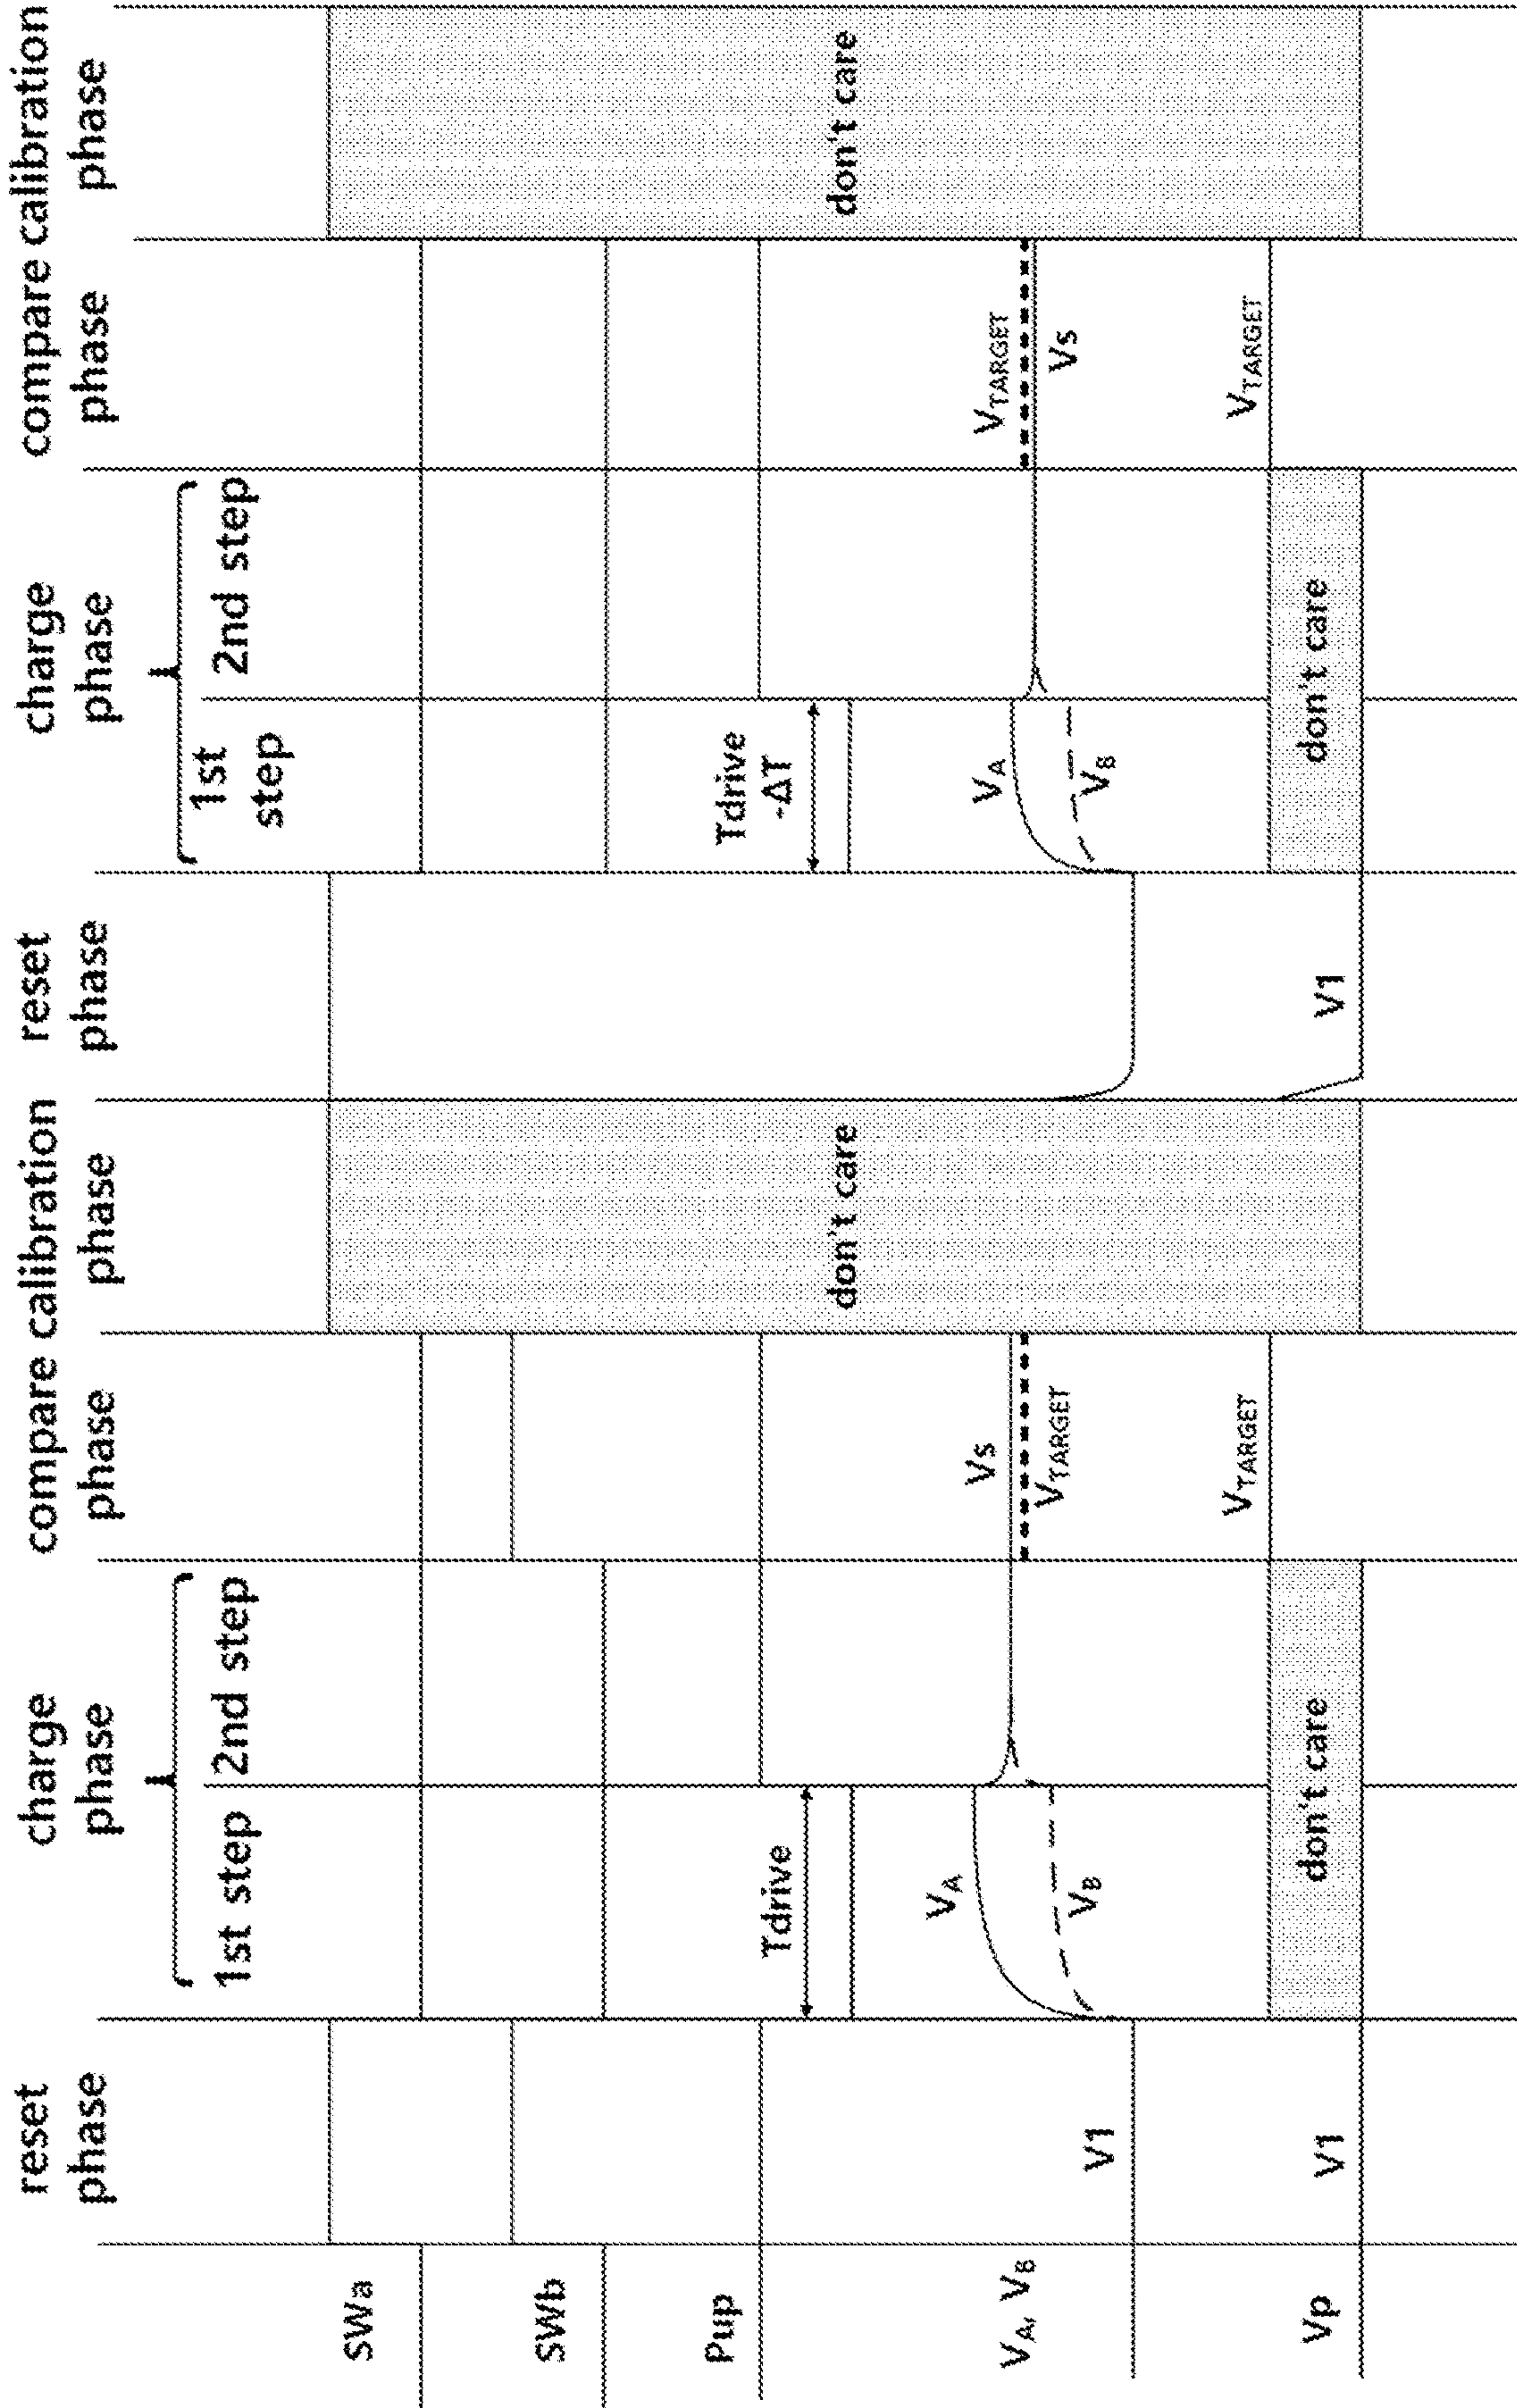 reset
phase
charge
phase
1st step
2nd step
compare
phase
calibration
phase
reset
phase
charge
phase
1st
step
2nd step
compare
phase
calibration
phase
SWa
SWb
Pup
Tdrive
Tdrive
-ΔT
don't care
don't care
VA, VB
V1
VA
VB
Vs
VTARGET
VA
VB
VTARGET
Vs
Vp
V1
don't care
VTARGET
V1
don't care
VTARGET